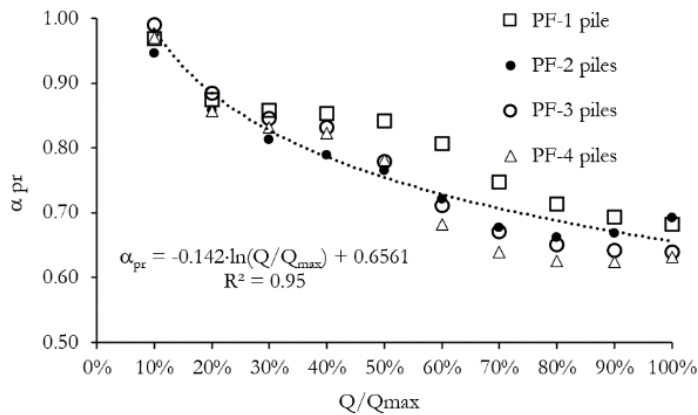 1.00
0.90
0.80
0.70
0.60
0.50
α pr
PF-1 pile
PF-2 piles
PF-3 piles
PF-4 piles
αpr = -0.142·ln(Q/Qmax) + 0.6561
R² = 0.95
0% 10% 20% 30% 40% 50% 60% 70% 80% 90% 100%
Q/Qmax